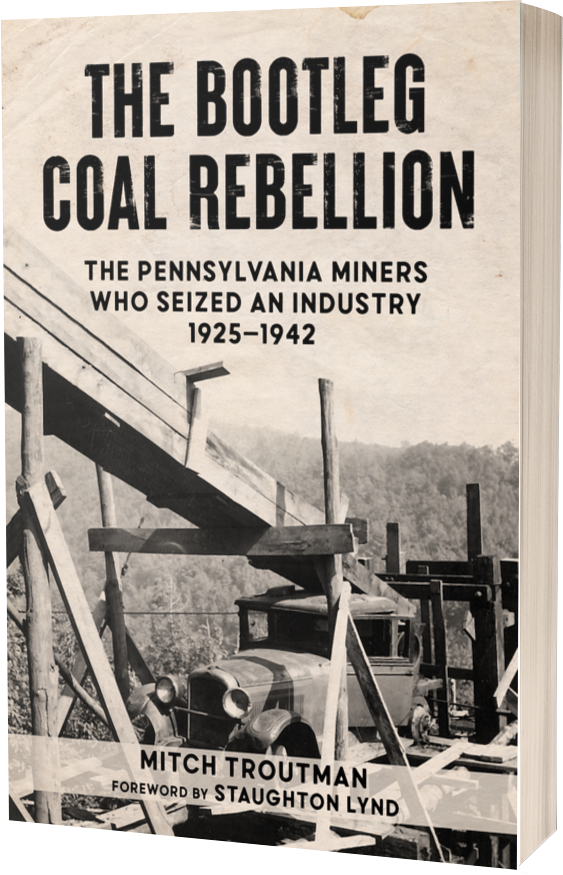 THE BOOTLEG
COAL REBELLION
THE PENNSYLVANIA MINERS
WHO SEIZED AN INDUSTRY
1925–1942
MITCH TROUTMAN
FOREWORD BY STAUGHTON LYND